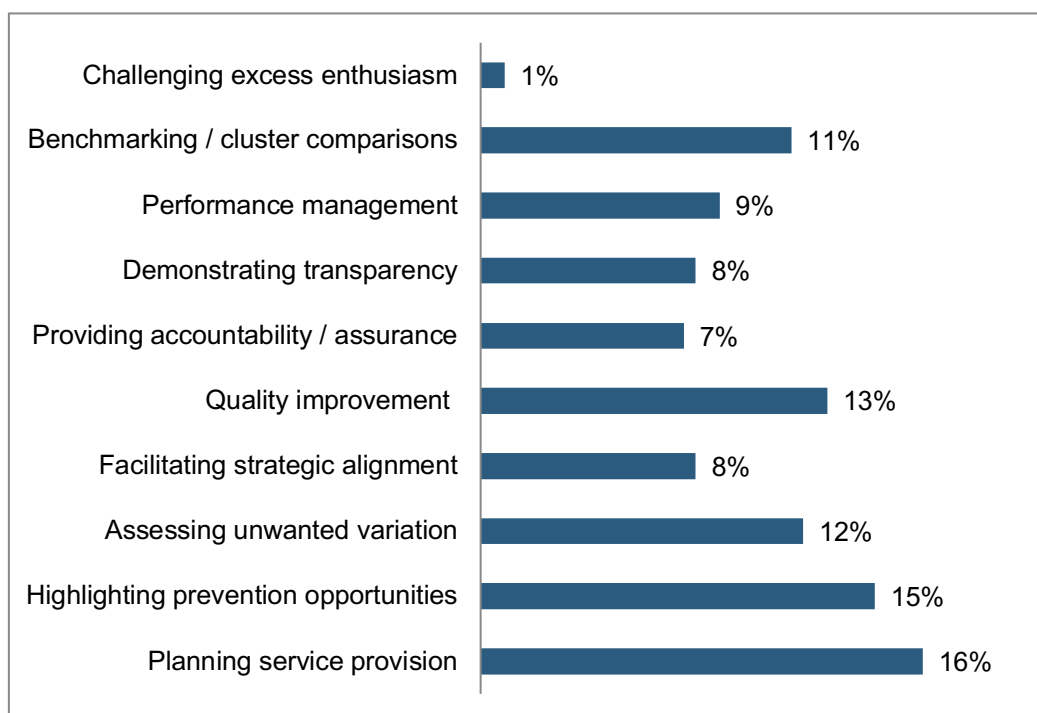 Challenging excess enthusiasm 1%
Benchmarking / cluster comparisons 11%
Performance management 9%
Demonstrating transparency 8%
Providing accountability / assurance 7%
Quality improvement 13%
Facilitating strategic alignment 8%
Assessing unwanted variation 12%
Highlighting prevention opportunities 15%
Planning service provision 16%